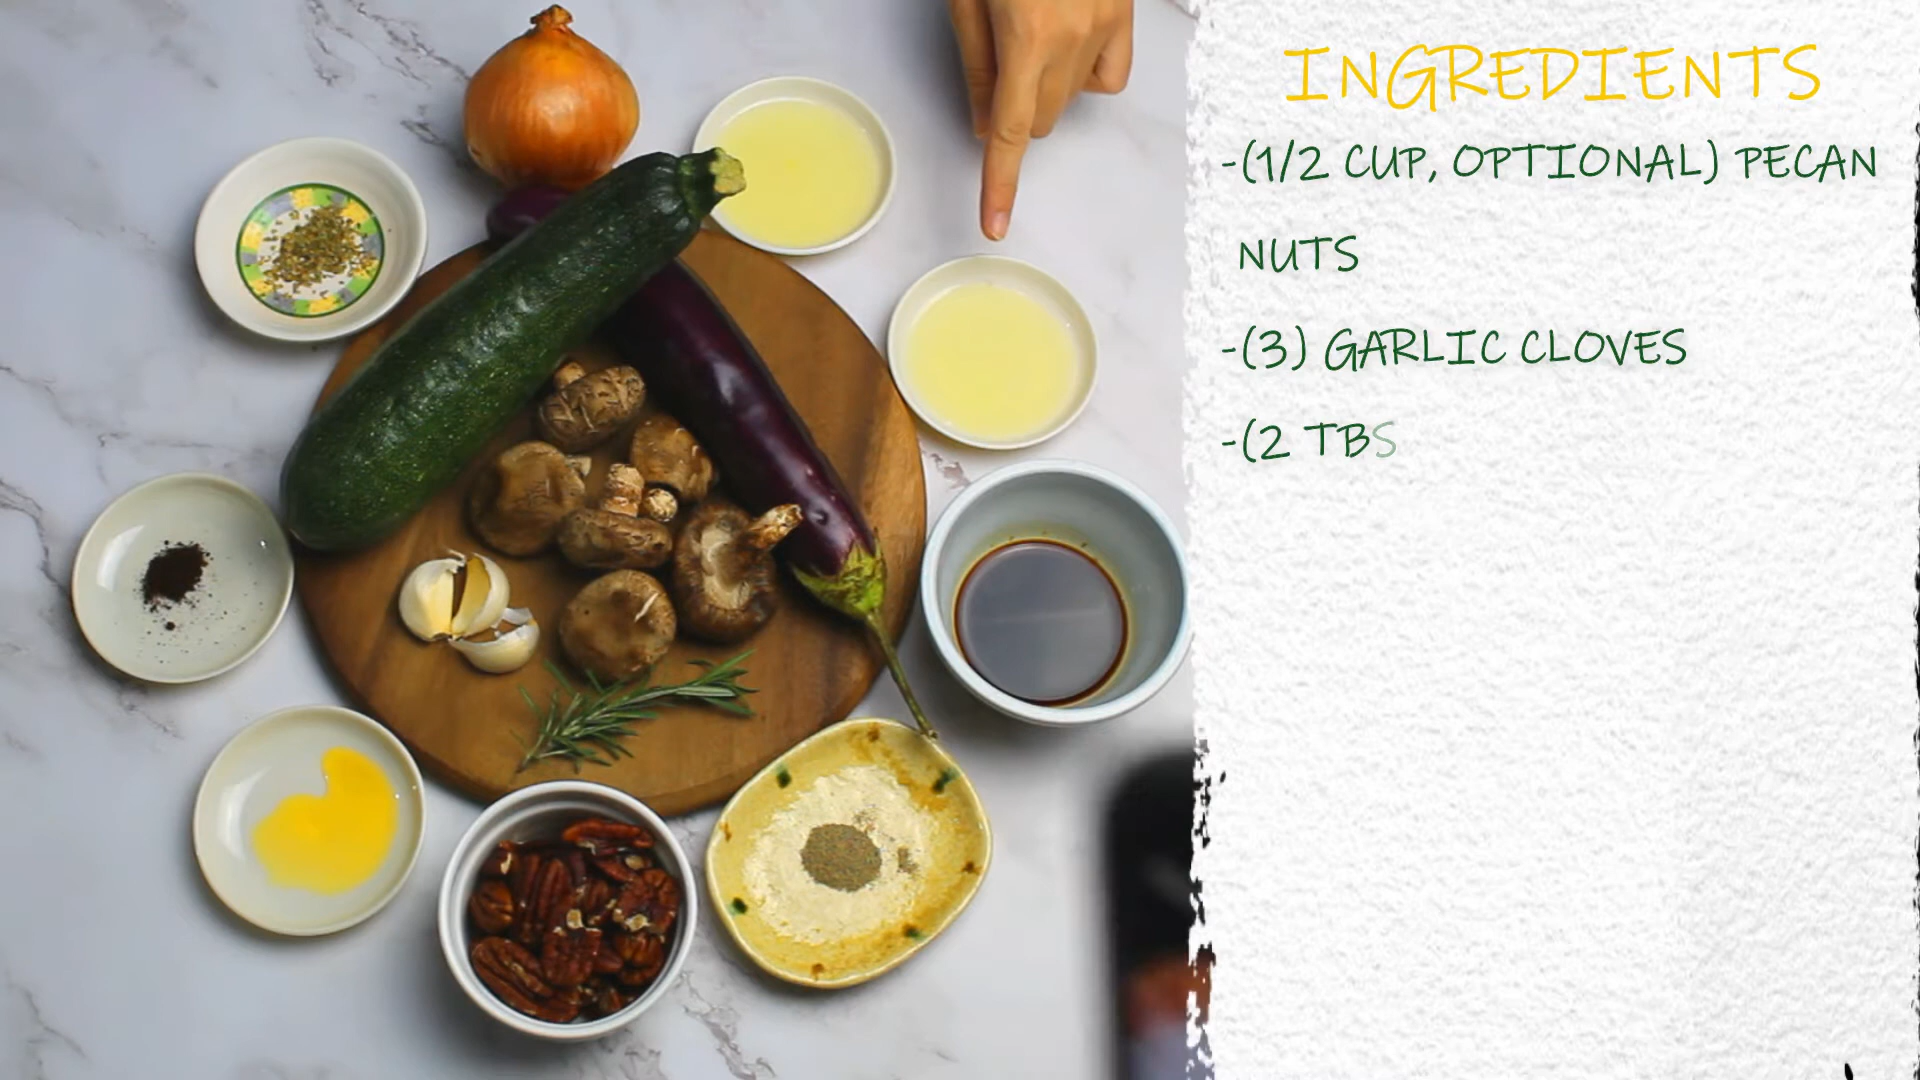 INGREDIENTS
-(1/2 CUP, OPTIONAL) PECAN
NUTS
-(3) GARLIC CLOVES
-(2 TBS